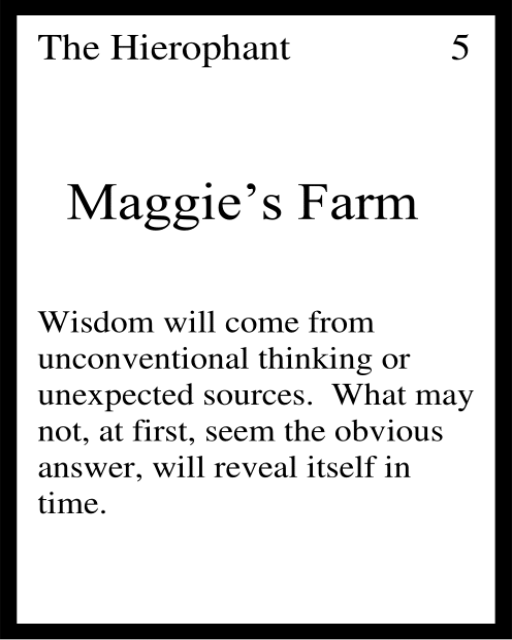 The Hierophant 5
Maggie’s Farm
Wisdom will come from
unconventional thinking or
unexpected sources.  What may
not, at first, seem the obvious
answer, will reveal itself in
time.